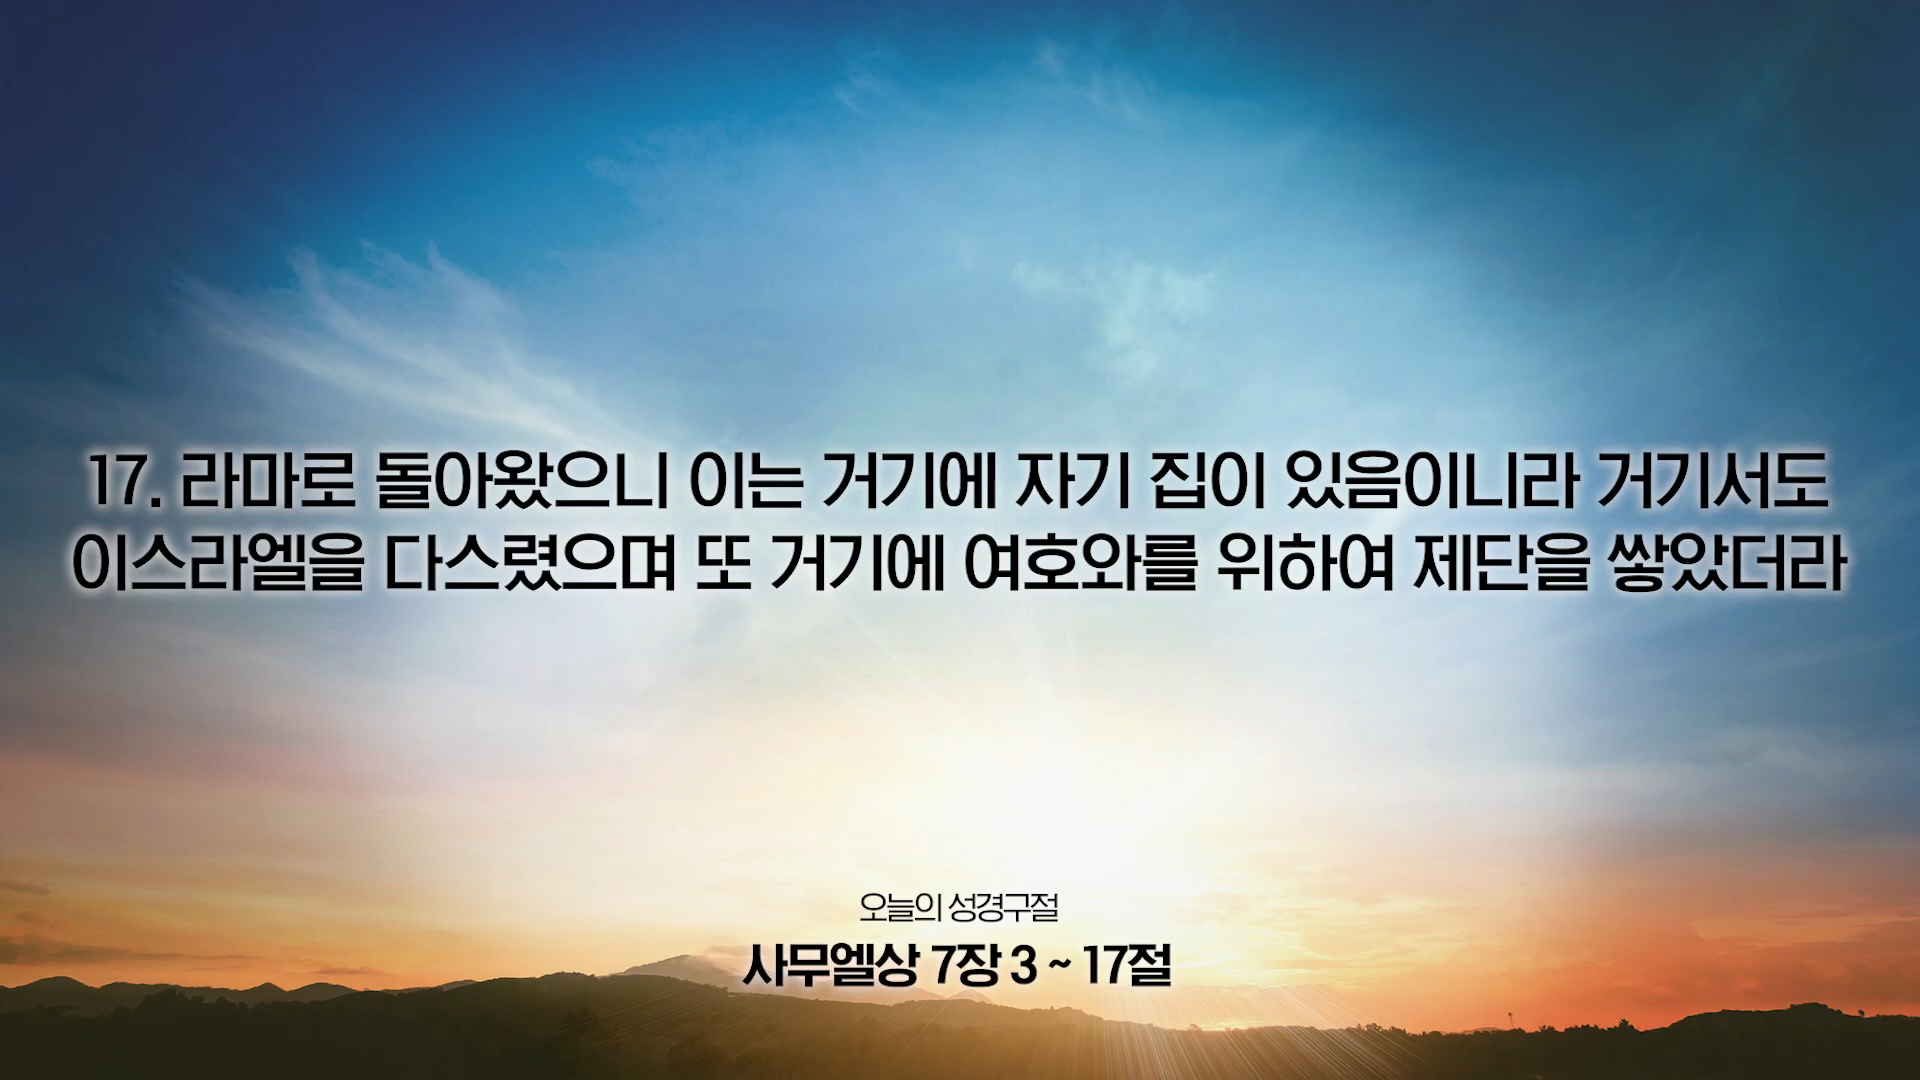 17. 라마로 돌아왔으니 이는 거기에 자기 집이 있음이니라 거기서도
이스라엘을 다스렸으며 또 거기에 여호와를 위하여 제단을 쌓았더라
오늘의 성경구절
사무엘상 7장 3 ~ 17절